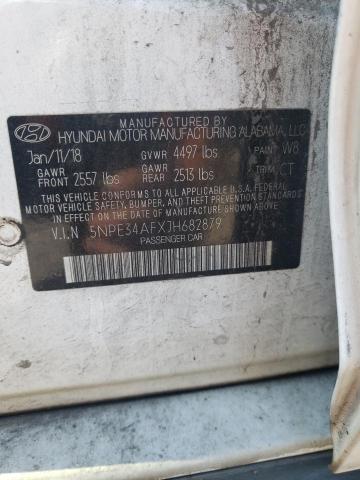 MANUFACTURED BY
HYUNDAI MOTOR MANUFACTURING ALABAMA, LLC
Jan/11/18 GVWR 4497 lbs PAINT W8
GAWR FRONT 2557 lbs GAWR REAR 2513 lbs TRIM CT
THIS VEHICLE CONFORMS TO ALL APPLICABLE U.S.A. FEDERAL
MOTOR VEHICLE SAFETY, BUMPER, AND THEFT PREVENTION
STANDARDS IN EFFECT ON THE DATE OF MANUFACTURE SHOWN ABOVE.
V.I.N 5NPE34AFXJH682879
PASSENGER CAR